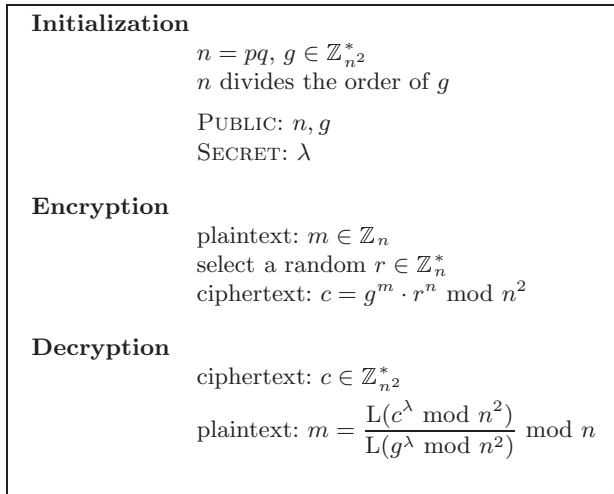 Initialization
n = pq, g ∈ ℤ*_{n²}
n divides the order of g
PUBLIC: n, g
SECRET: λ
Encryption
plaintext: m ∈ ℤ_n
select a random r ∈ ℤ*_n
ciphertext: c = g^m · r^n mod n²
Decryption
ciphertext: c ∈ ℤ*_{n²}
plaintext: m = L(c^λ mod n²) / L(g^λ mod n²) mod n